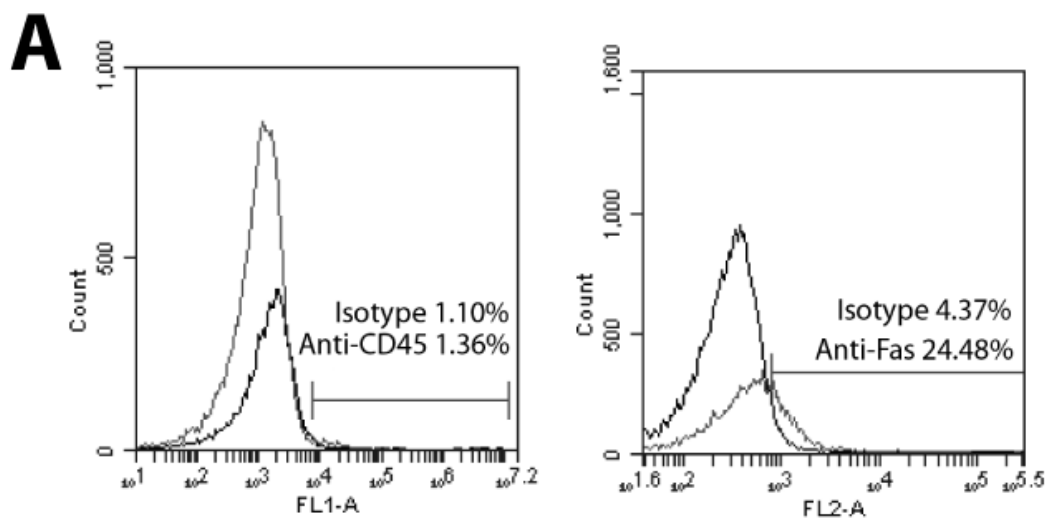 A
1,000
500
0
Count
Isotype 1.10%
Anti-CD45 1.36%
10^1 10^2 10^3 10^4 10^5 10^6 10^7.2
FL1-A
1,600
1,000
500
0
Count
Isotype 4.37%
Anti-Fas 24.48%
10^1.6 10^2 10^3 10^4 10^5 10^5.5
FL2-A